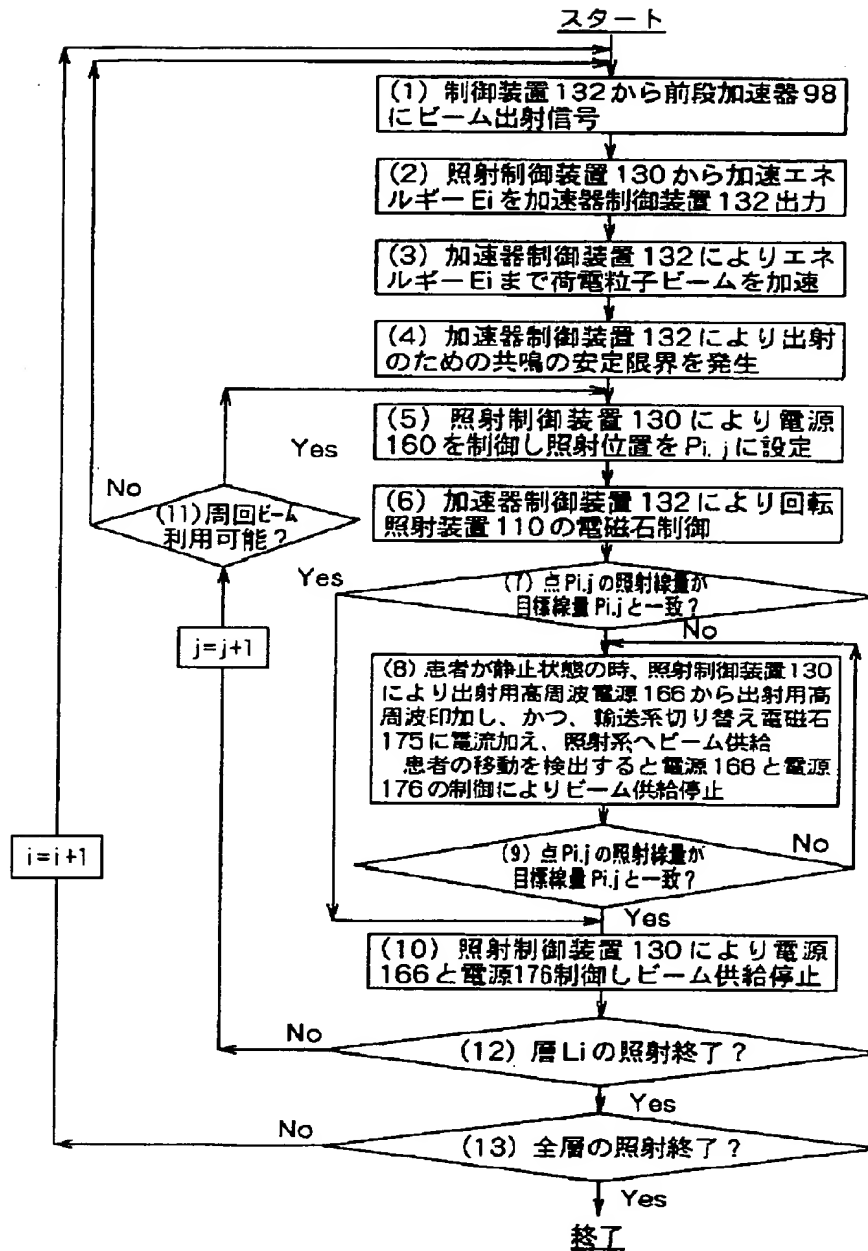 スタート
(1) 制御装置132から前段加速器98
にビーム出射信号
(2) 照射制御装置130から加速エネ
ルギーEiを加速器制御装置132出力
(3) 加速器制御装置132によりエネ
ルギーEiまで荷電粒子ビームを加速
(4) 加速器制御装置132により出射
のための共鳴の安定限界を発生
(5) 照射制御装置130により電源
160を制御し照射位置をPi,jに設定
Yes
No
(11)周回ビーム
利用可能?
(6) 加速器制御装置132により回転
照射装置110の電磁石制御
Yes
(7) 点Pi.jの照射線量が
目標線量Pi.jと一致?
No
j=j+1
(8) 患者が静止状態の時、照射制御装置130
により出射用高周波電源166から出射用高
周波印加し、かつ、輸送系切り替え電磁石
175に電流加え、照射系へビーム供給
患者の移動を検出すると電源166と電源
176の制御によりビーム供給停止
i=i+1
(9) 点Pi.jの照射線量が
目標線量Pi.jと一致?
No
Yes
(10) 照射制御装置130により電源
166と電源176制御しビーム供給停止
No
(12) 層Liの照射終了?
Yes
No
(13) 全層の照射終了?
Yes
終了